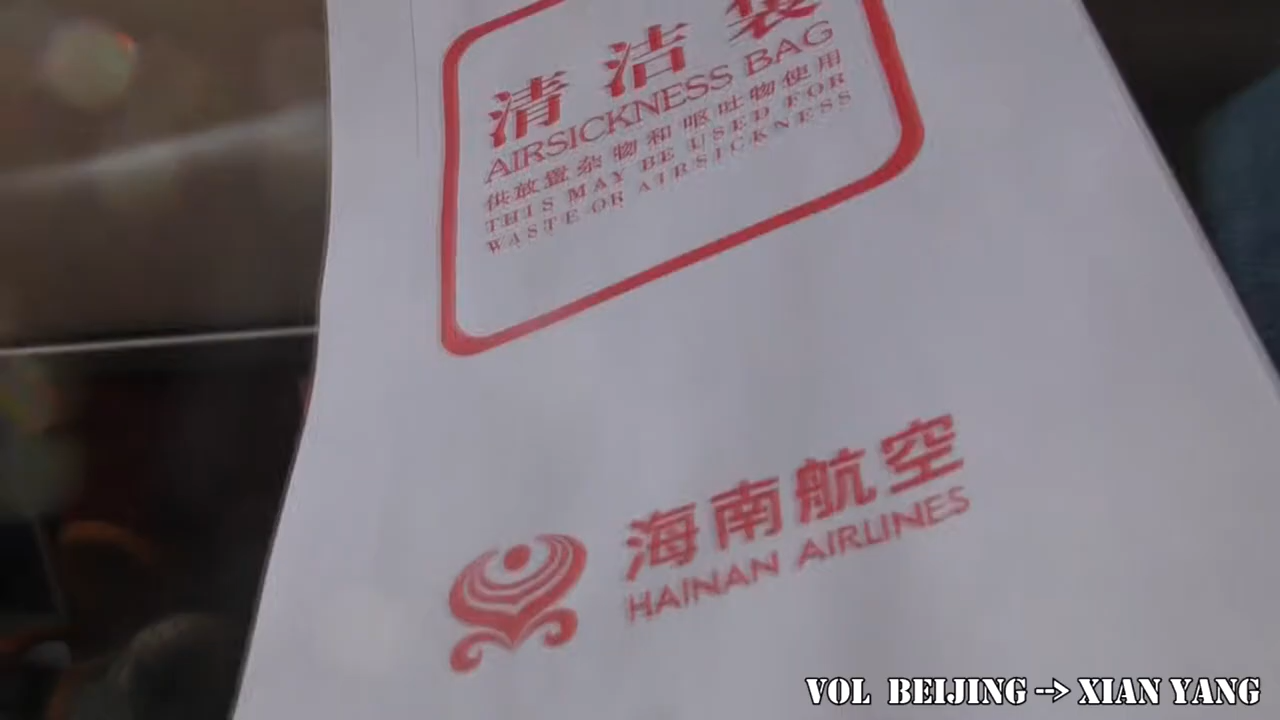 清洁袋
AIRSICKNESS BAG
供放置杂物和呕吐物使用
THIS MAY BE USED FOR
WASTE OR AIRSICKNESS
海南航空
HAINAN AIRLINES
VOL BEIJING --> XIAN YANG